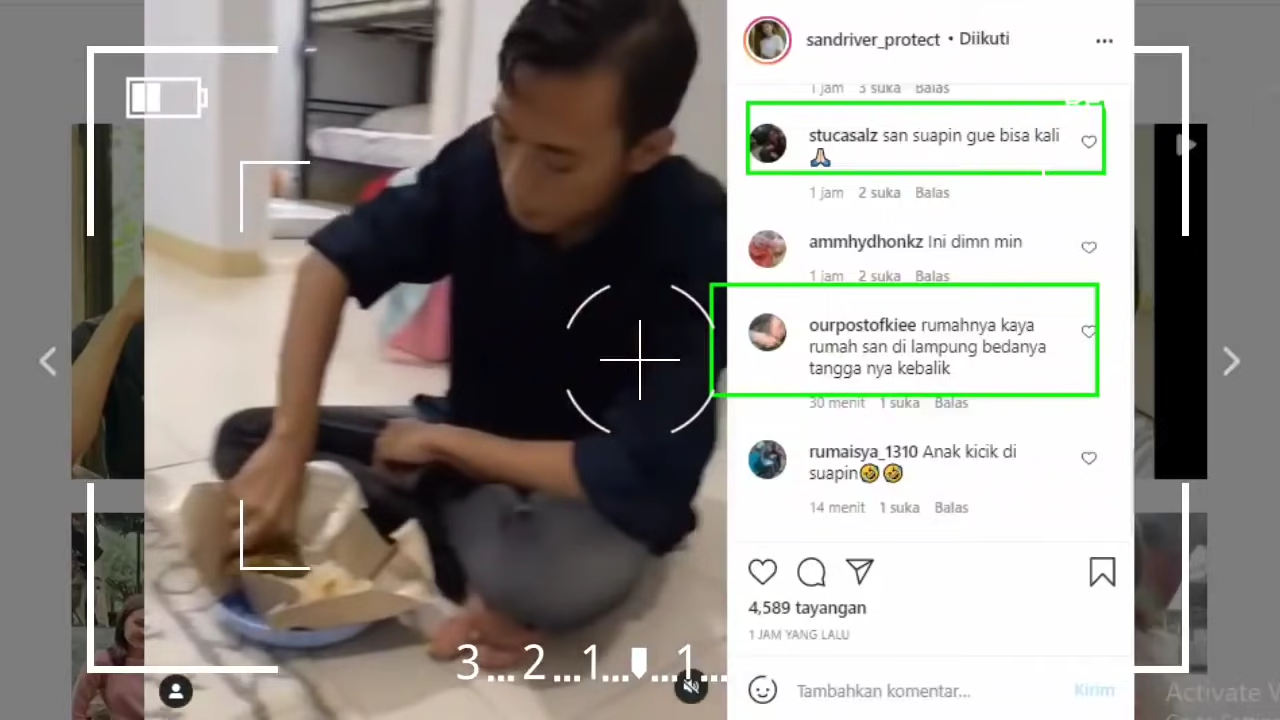 sandriver_protect • Diikuti
1 jam 3 suka Balas
stucasalz san suapin gue bisa kali
🙏🏻
1 jam 2 suka Balas
ammhydhonkz Ini dimn min
1 jam 2 suka Balas
ourpostofkiee rumahnya kaya
rumah san di lampung bedanya
tangga nya kebalik
30 menit 1 suka Balas
rumaisya_1310 Anak kicik di
suapin🤣🤣
14 menit 1 suka Balas
4,589 tayangan
1 JAM YANG LALU
3...2...1...1...
Tambahkan komentar... Kirim
Activate